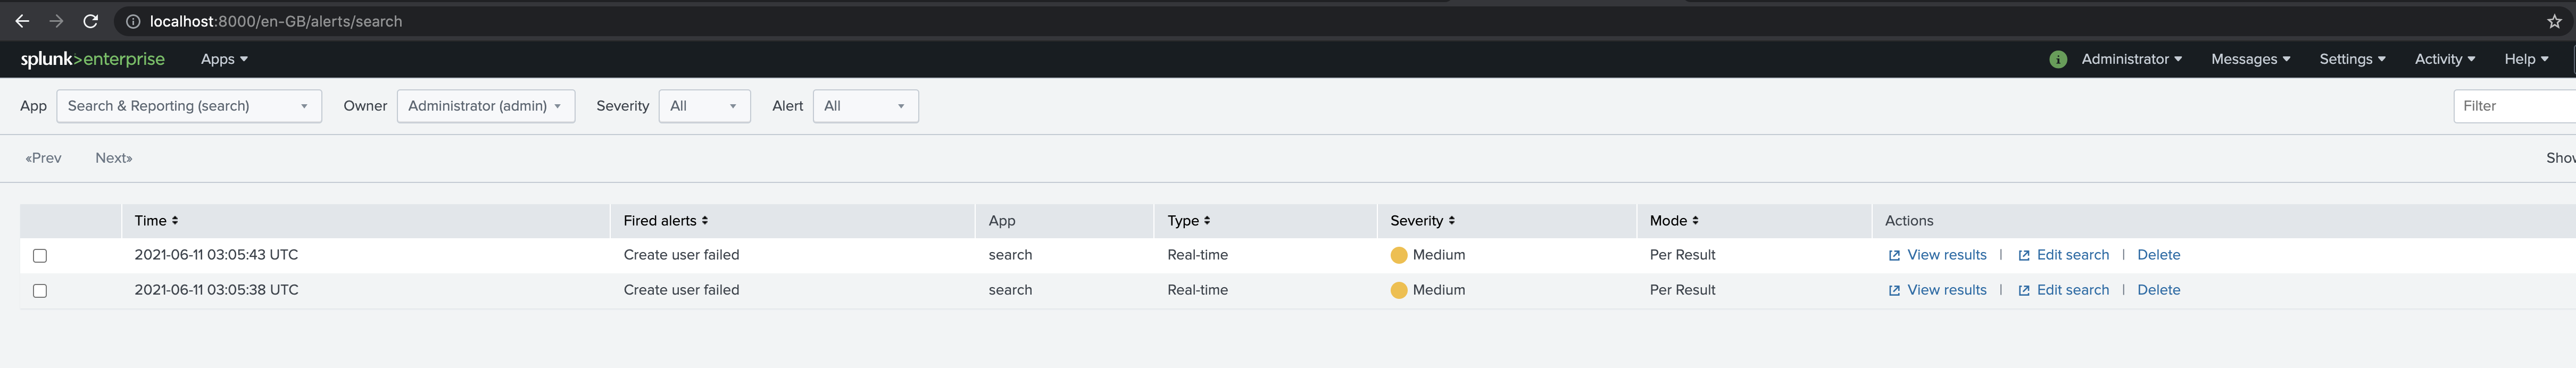 localhost:8000/en-GB/alerts/search
splunk>enterprise Apps i Administrator Messages Settings Activity Help
App Search & Reporting (search) Owner Administrator (admin) Severity All Alert All Filter
«Prev Next»
Time Fired alerts App Type Severity Mode Actions
2021-06-11 03:05:43 UTC Create user failed search Real-time Medium Per Result View results | Edit search | Delete
2021-06-11 03:05:38 UTC Create user failed search Real-time Medium Per Result View results | Edit search | Delete